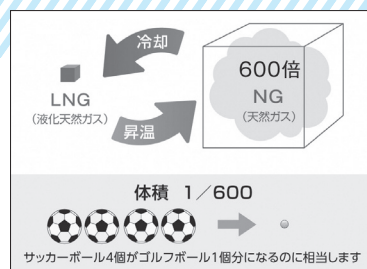 冷却
600倍
NG
(天然ガス)
LNG
(液化天然ガス)
昇温
体積 1/600
サッカーボール4個がゴルフボール1個分になるのに相当します